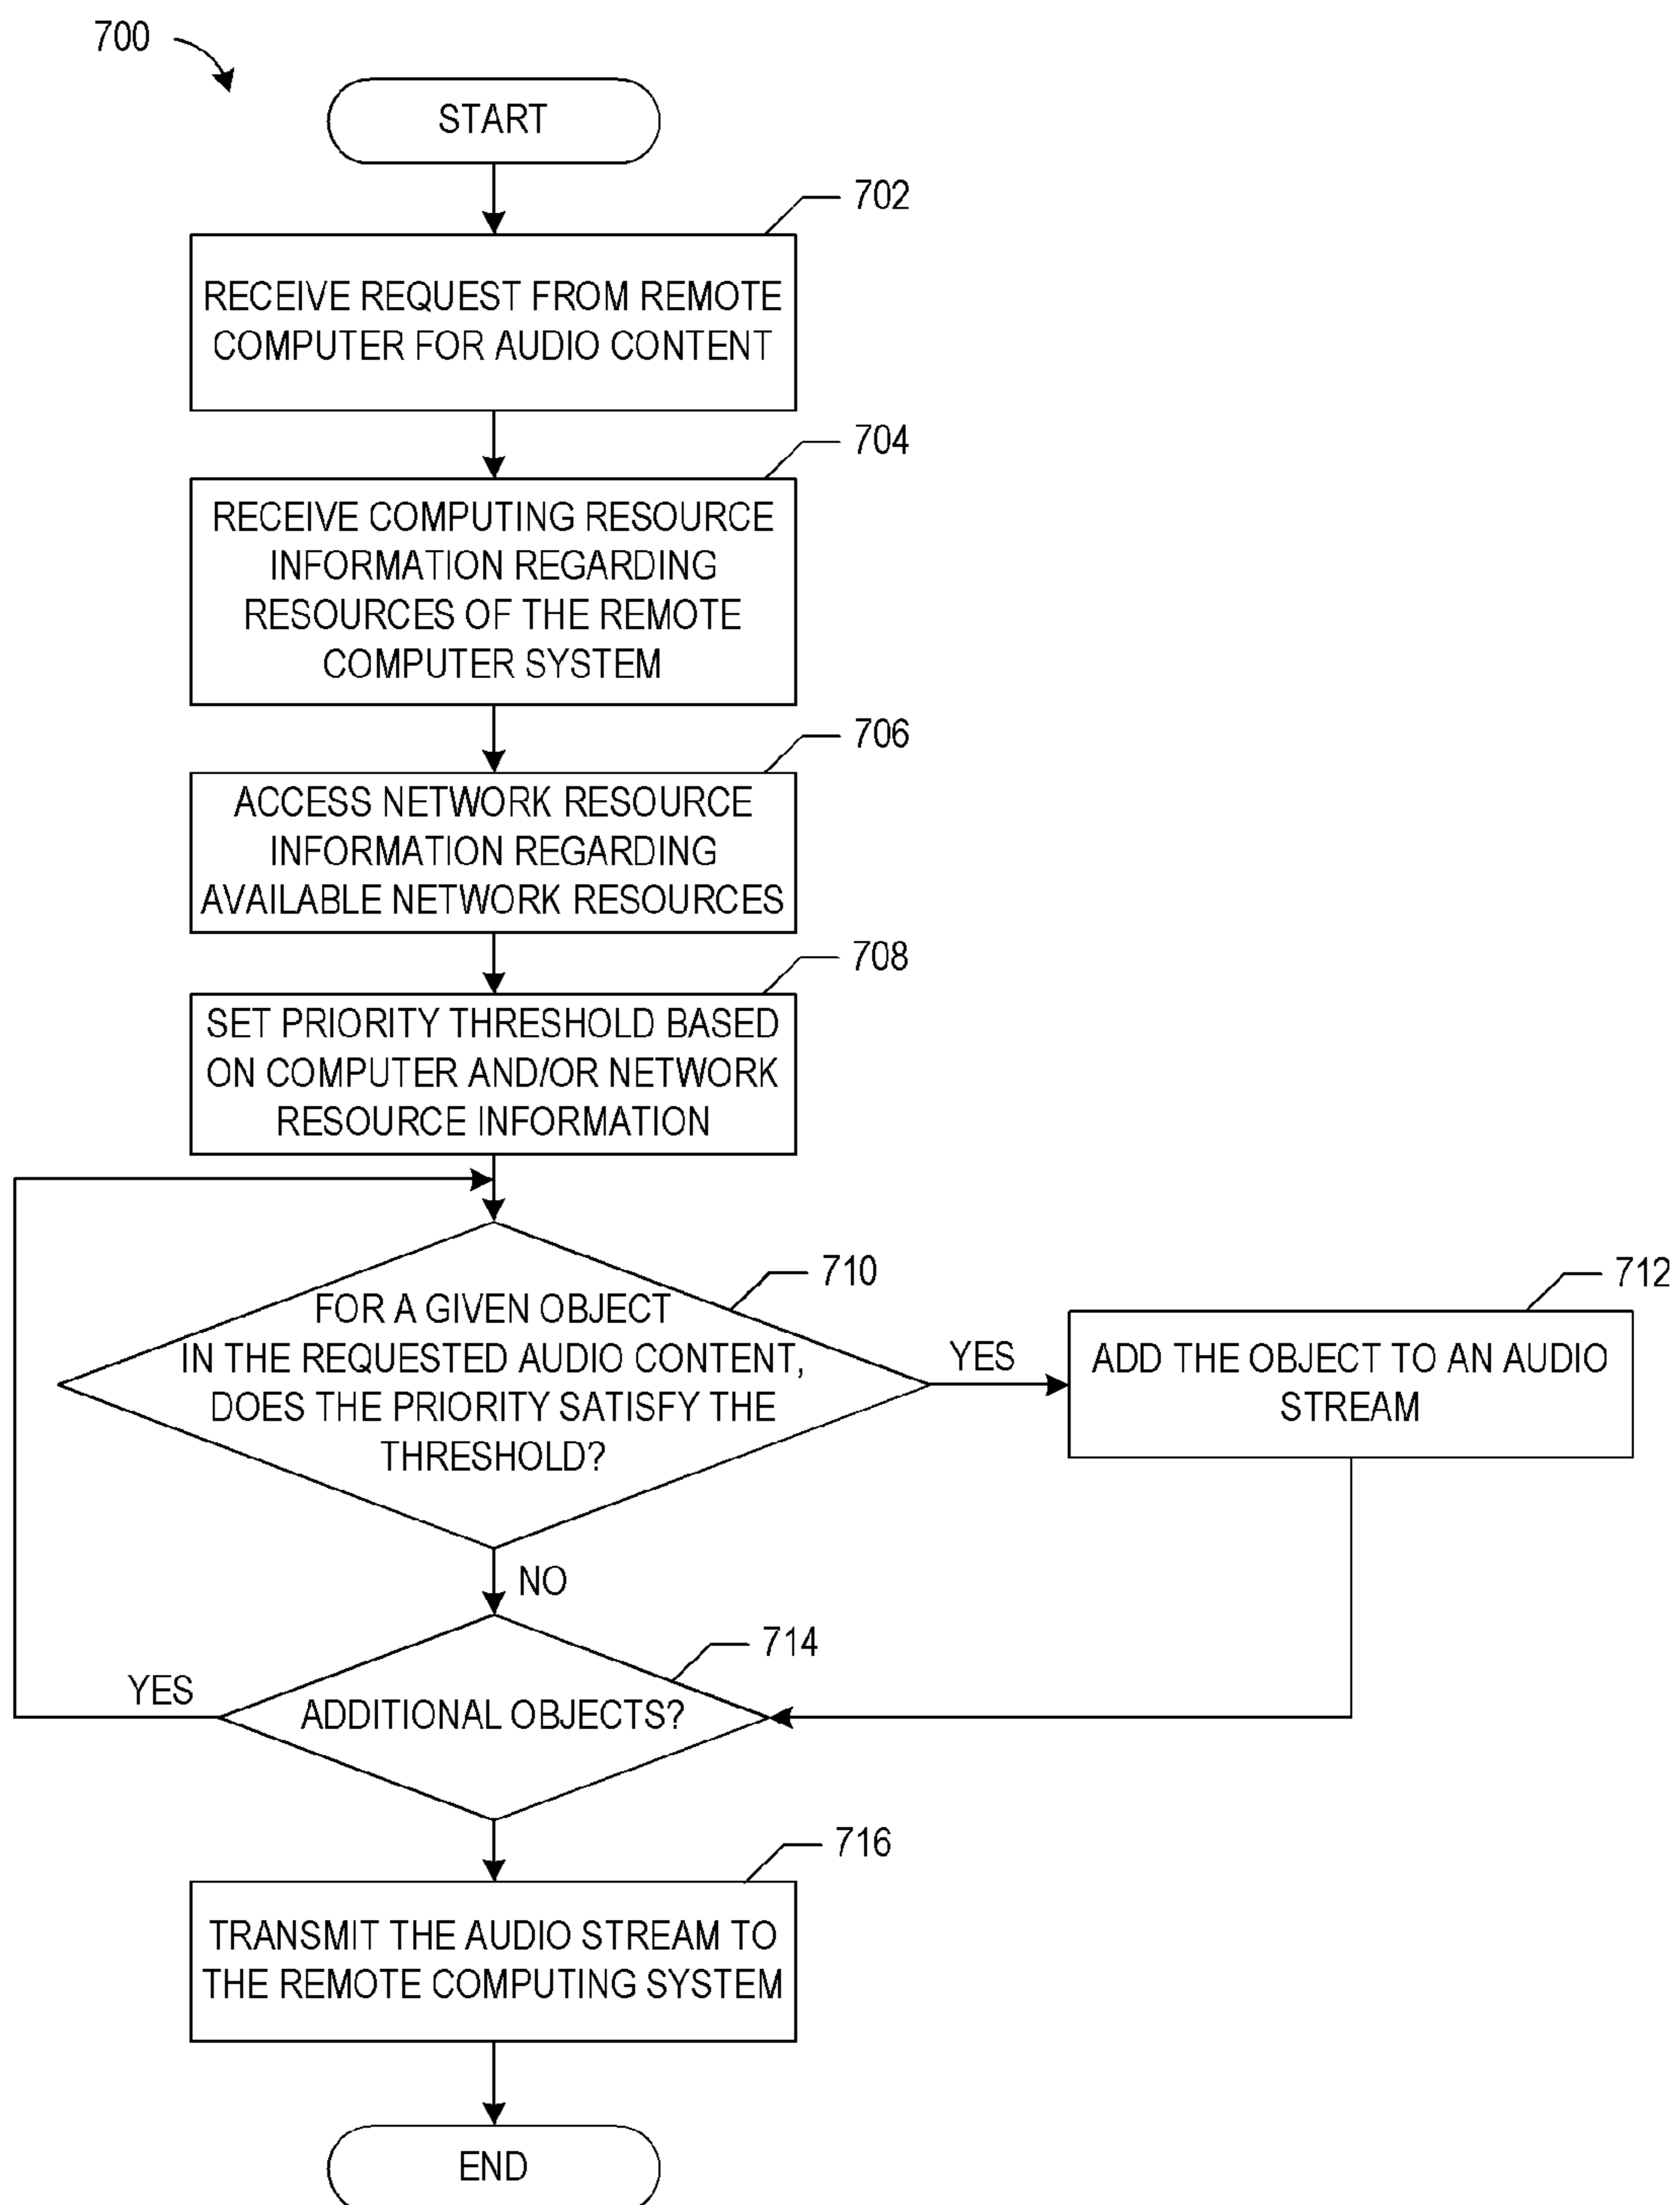 700
START
702
RECEIVE REQUEST FROM REMOTE
COMPUTER FOR AUDIO CONTENT
704
RECEIVE COMPUTING RESOURCE
INFORMATION REGARDING
RESOURCES OF THE REMOTE
COMPUTER SYSTEM
706
ACCESS NETWORK RESOURCE
INFORMATION REGARDING
AVAILABLE NETWORK RESOURCES
708
SET PRIORITY THRESHOLD BASED
ON COMPUTER AND/OR NETWORK
RESOURCE INFORMATION
710
FOR A GIVEN OBJECT
IN THE REQUESTED AUDIO CONTENT,
DOES THE PRIORITY SATISFY THE
THRESHOLD?
YES
712
ADD THE OBJECT TO AN AUDIO
STREAM
NO
714
YES
ADDITIONAL OBJECTS?
716
TRANSMIT THE AUDIO STREAM TO
THE REMOTE COMPUTING SYSTEM
END